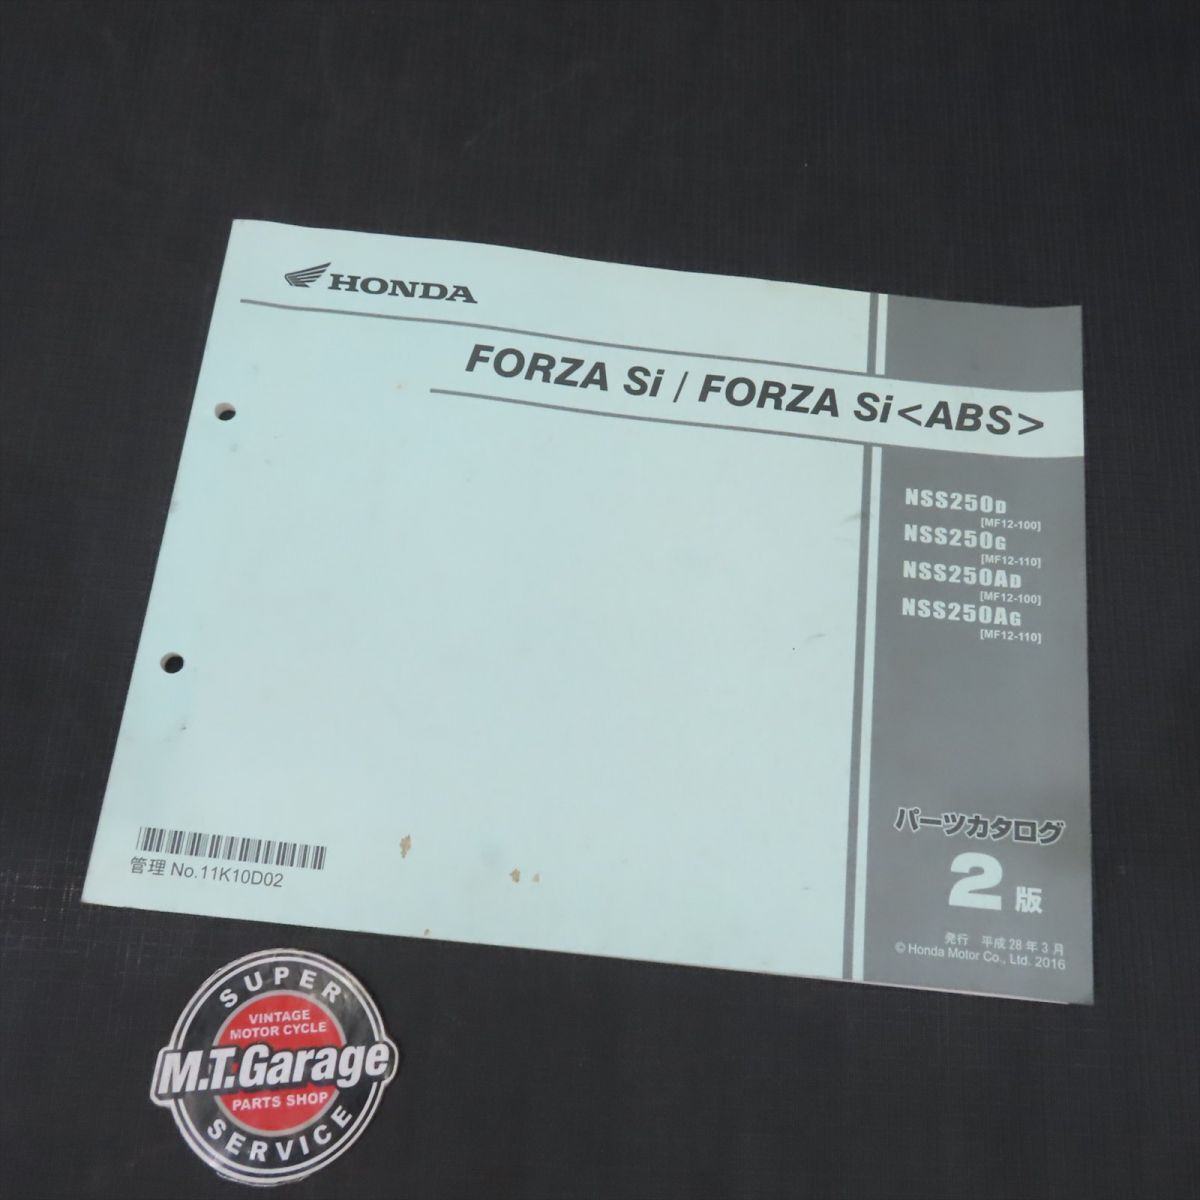 HONDA
FORZA Si / FORZA Si<ABS>
NSS250D
[MF12-100]
NSS250G
[MF12-110]
NSS250AD
[MF12-100]
NSS250AG
[MF12-110]
パーツカタログ
2版
発行 平成28年3月
© Honda Motor Co., Ltd. 2016
管理 No.11K10D02
SUPER
VINTAGE
MOTOR CYCLE
M.T.Garage
PARTS SHOP
SERVICE